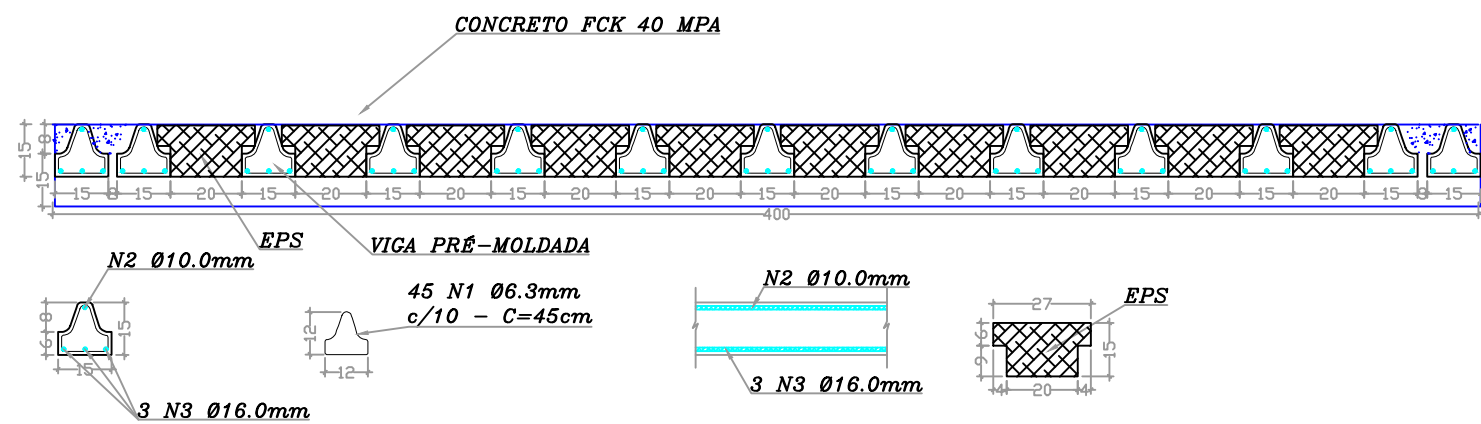 CONCRETO FCK 40 MPA
15
8
15
15 3 15 20 15 20 15 20 15 20 15 20 15 20 15 20 15 20 15 20 15 20 15 3 15
400
EPS
VIGA PRÉ-MOLDADA
N2 Ø10.0mm
8
6
15
15
3 N3 Ø16.0mm
45 N1 Ø6.3mm
c/10 - C=45cm
12
12
N2 Ø10.0mm
3 N3 Ø16.0mm
27
EPS
6
9
15
4 20 4